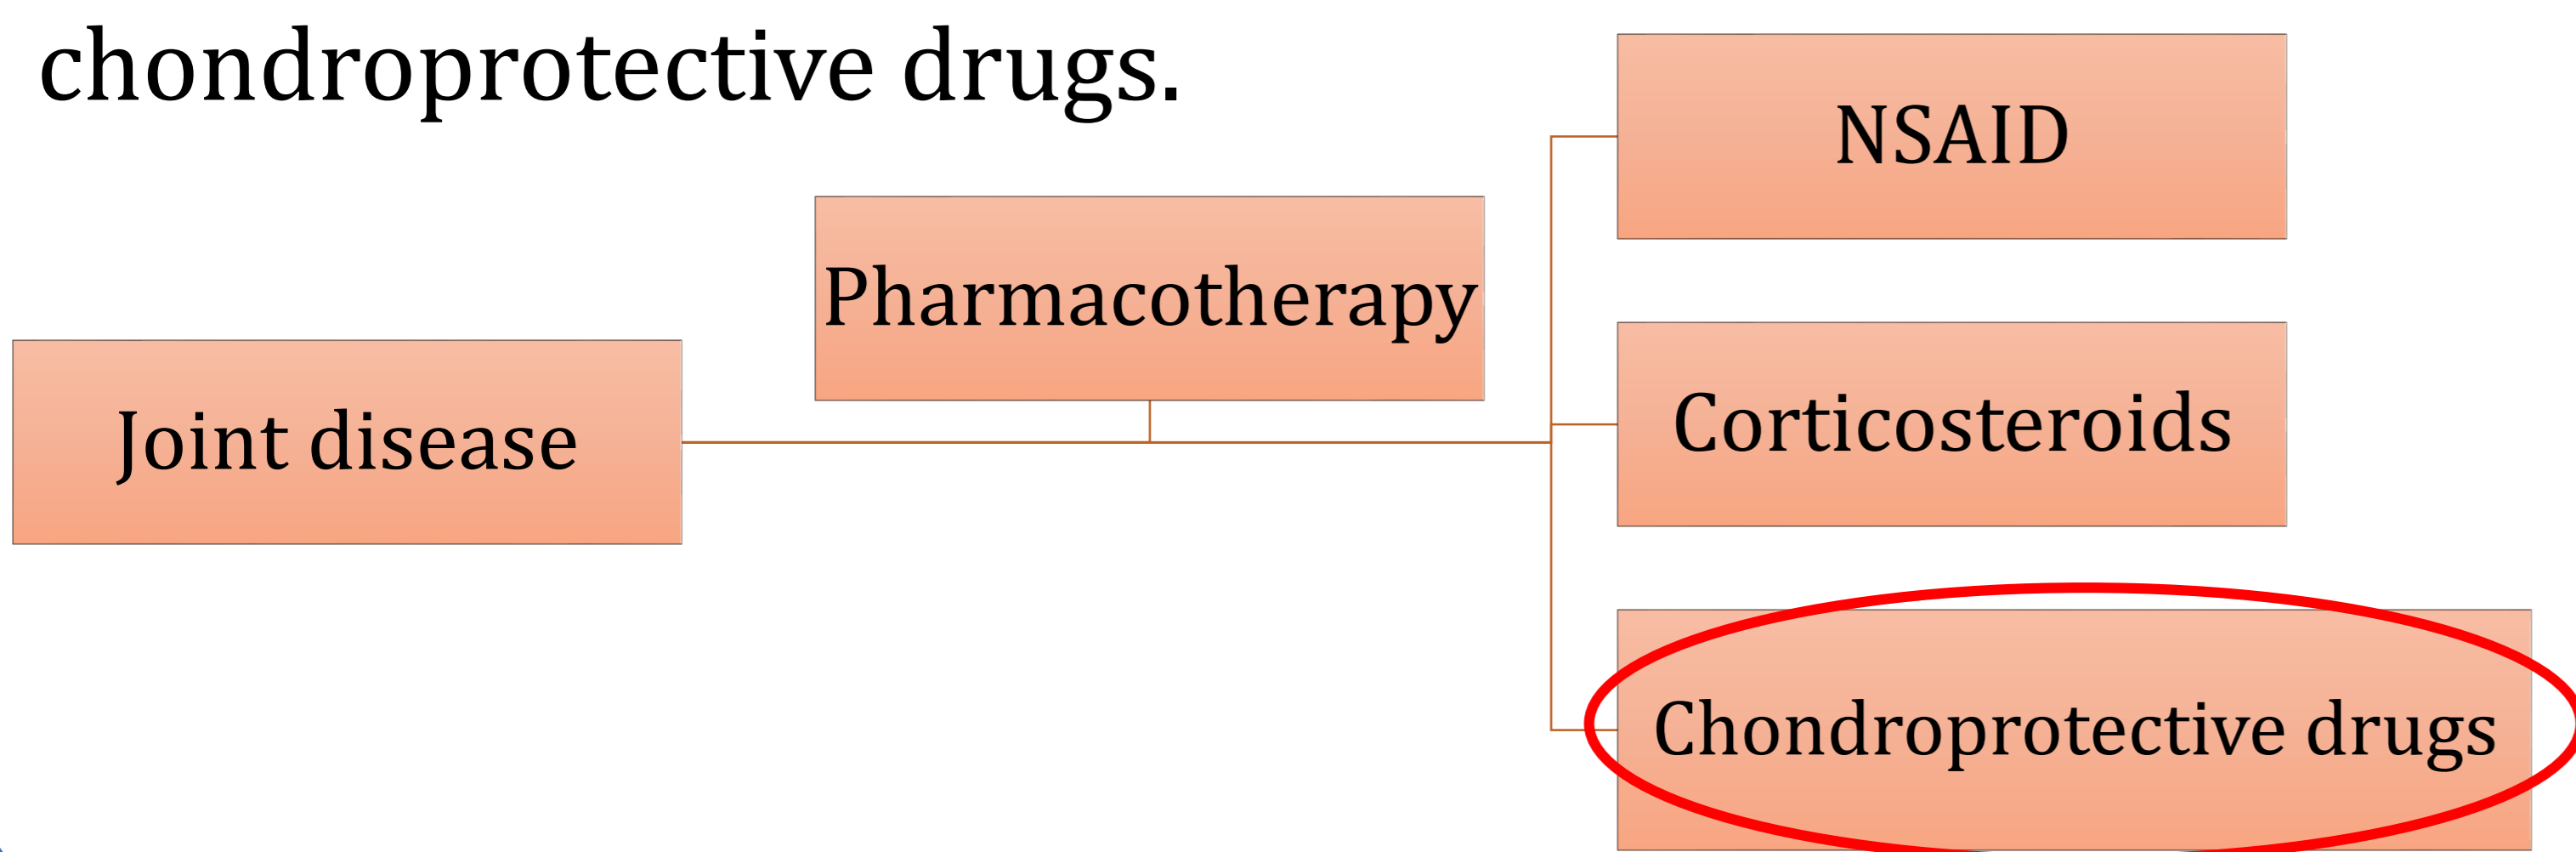 chondroprotective drugs.
NSAID
Pharmacotherapy
Joint disease
Corticosteroids
Chondroprotective drugs